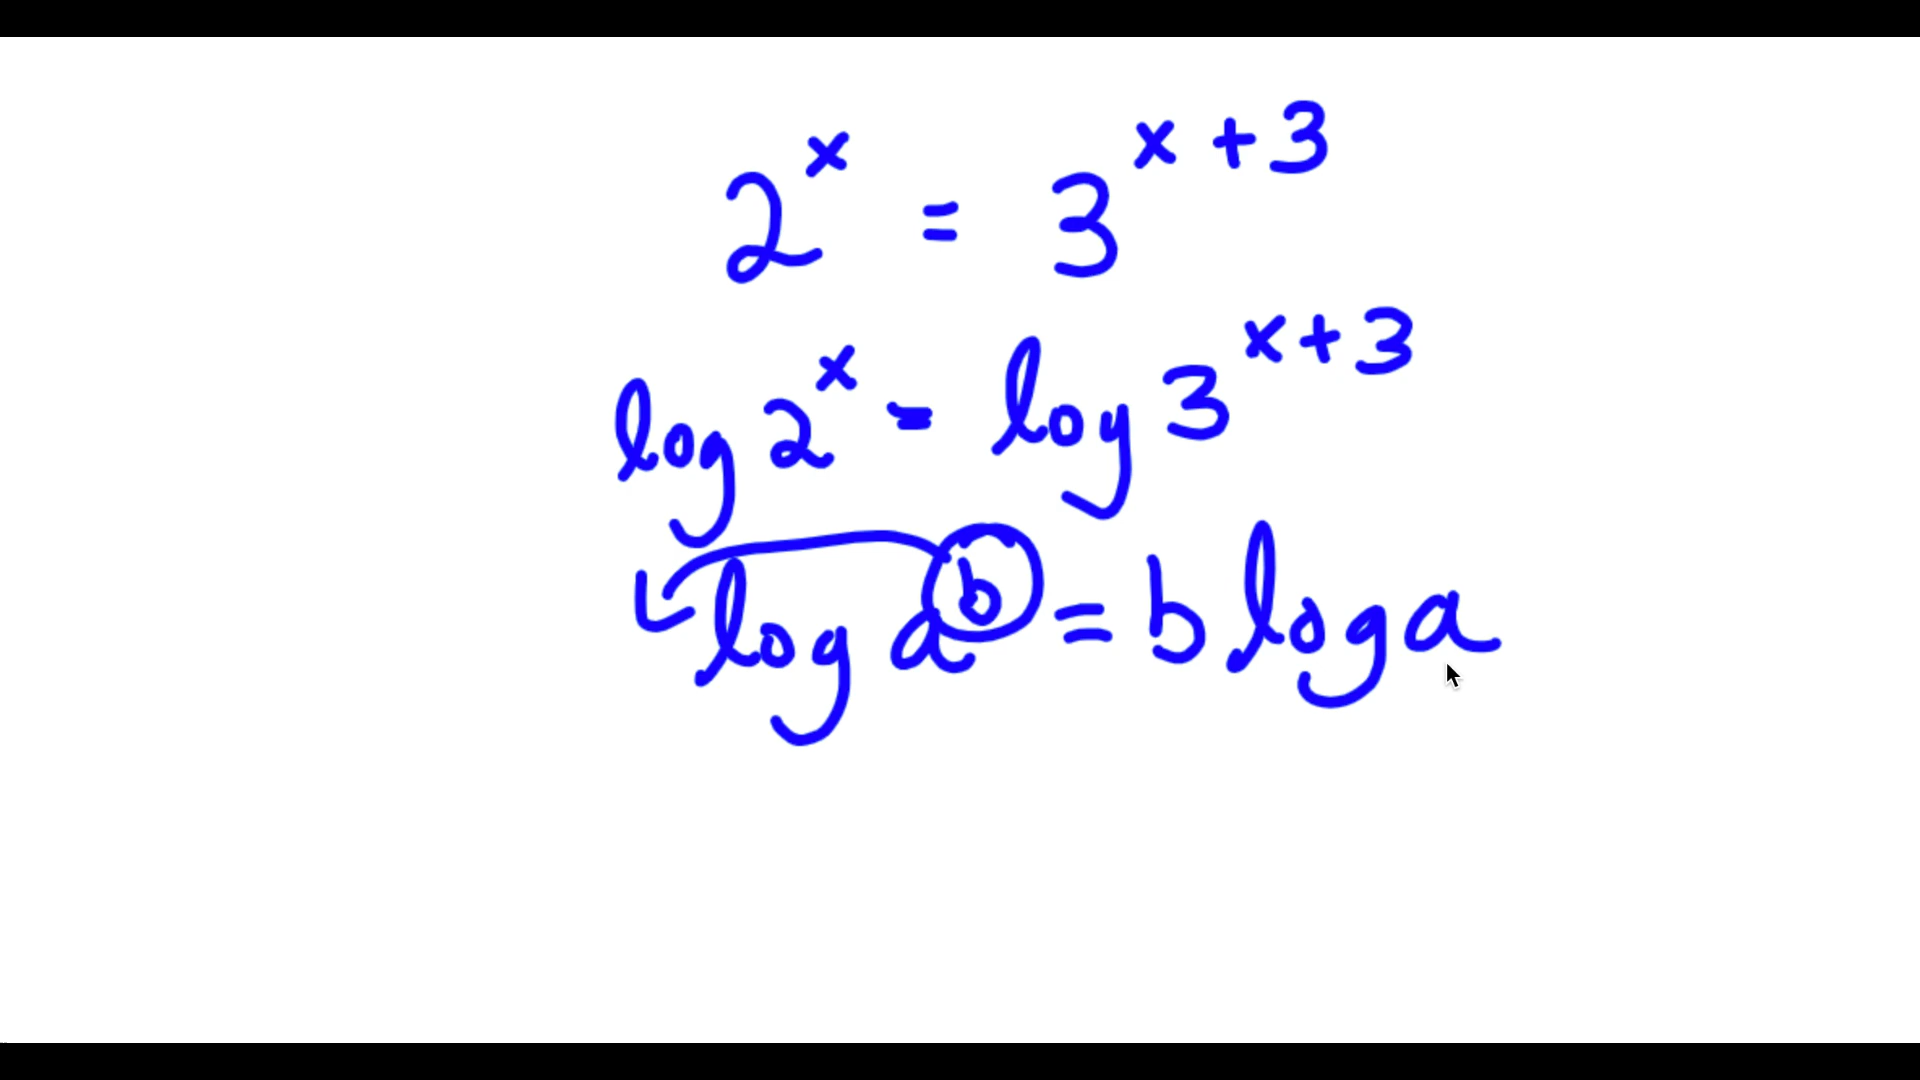 2^x = 3^{x+3}
log 2^x = log 3^{x+3}
log a^b = b log a